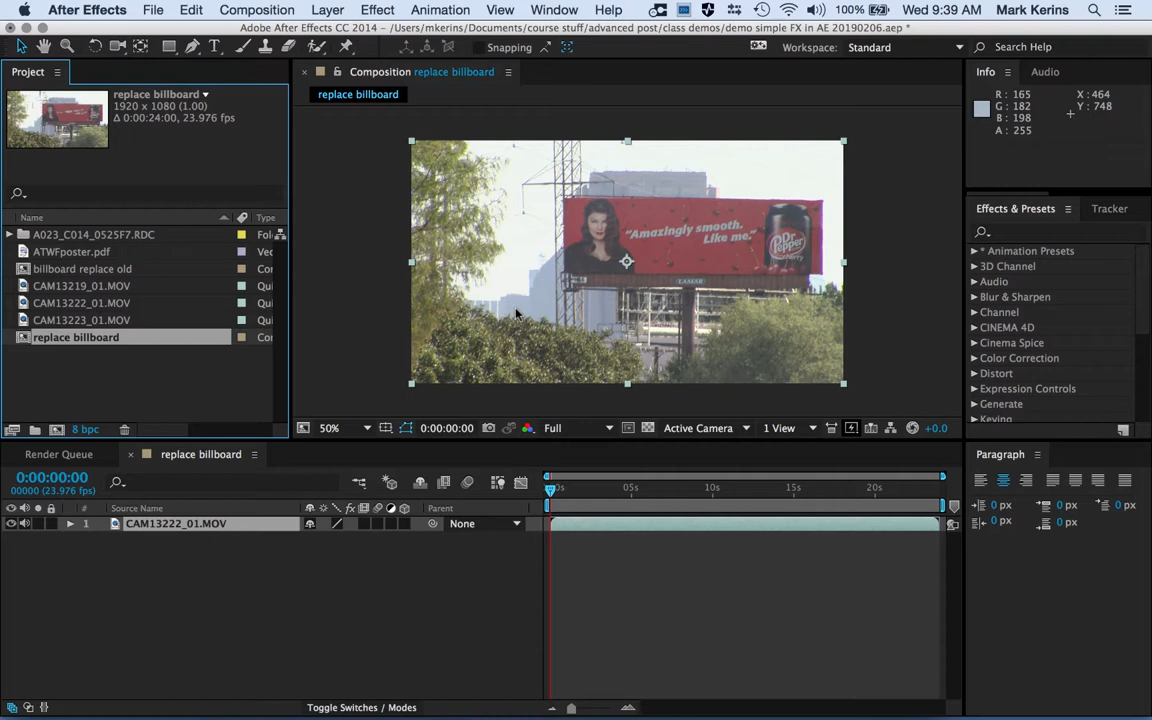 After Effects File Edit Composition Layer Effect Animation View Window Help 100% Wed 9:39 AM Mark Kerins
Adobe After Effects CC 2014 - /Users/mkerins/Documents/course stuff/advanced post/class demos/demo simple FX in AE 20190206.aep *
Snapping Workspace: Standard Search Help
Project Composition replace billboard Info Audio
replace billboard
1920 x 1080 (1.00)
Δ 0:00:24:00, 23.976 fps
replace billboard
R : 165 X : 464
G : 182 Y : 748
B : 198
A : 255
"Amazingly smooth.
Like me."
Dr Pepper
Cherry
LAMAR
Name Type
A023_C014_0525F7.RDC Fol
ATWFposter.pdf Vec
billboard replace old Cor
CAM13219_01.MOV Qui
CAM13222_01.MOV Qui
CAM13223_01.MOV Qui
replace billboard Cor
8 bpc
50% 0:00:00:00 Full Active Camera 1 View +0.0
Effects & Presets Tracker
* Animation Presets
3D Channel
Audio
Blur & Sharpen
Channel
CINEMA 4D
Cinema Spice
Color Correction
Distort
Expression Controls
Generate
Keying
Render Queue replace billboard
0:00:00:00
00000 (23.976 fps)
0s 05s 10s 15s 20s
# Source Name Parent
1 CAM13222_01.MOV None
Paragraph
0 px 0 px 0 px
0 px 0 px
Toggle Switches / Modes